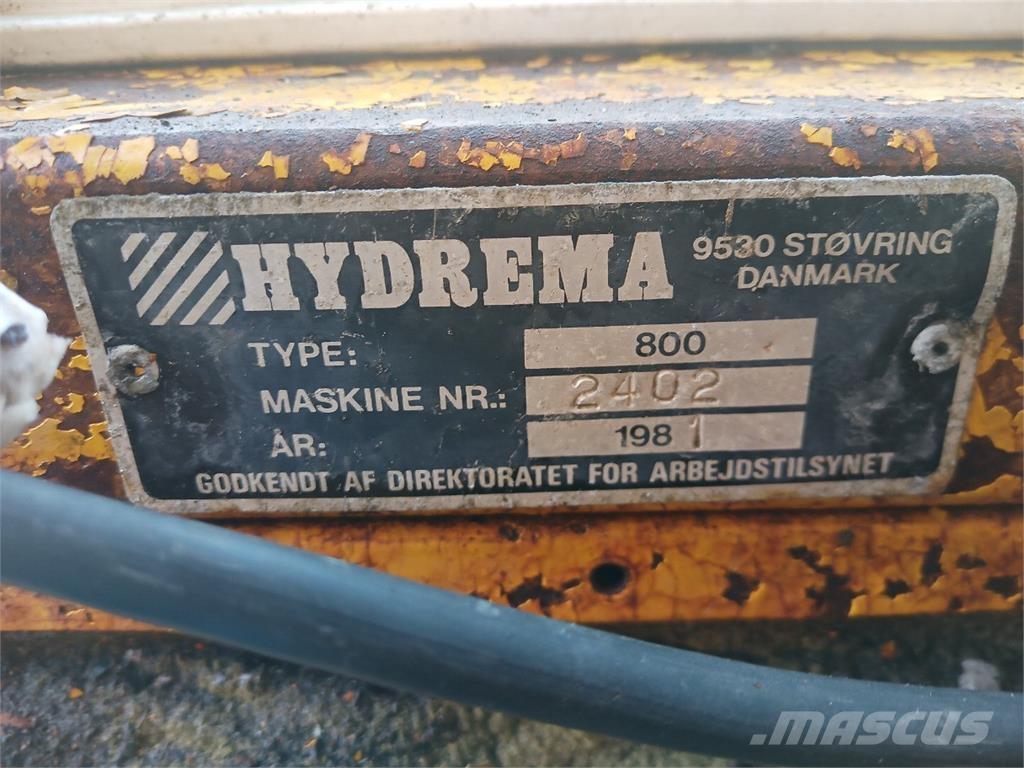 HYDREMA
9530 STØVRING
DANMARK
TYPE: 800
MASKINE NR.: 2402
ÅR: 1981
GODKENDT AF DIREKTORATET FOR ARBEJDSTILSYNET
MASCUS